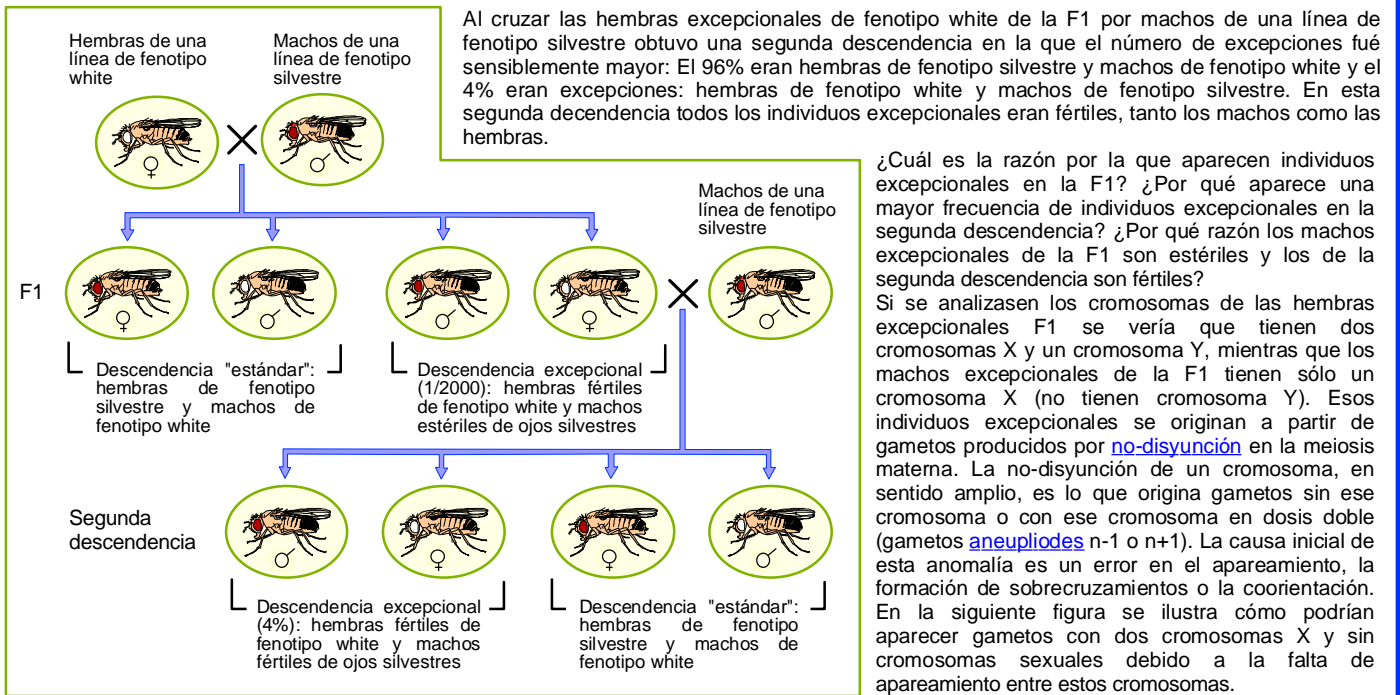 Al cruzar las hembras excepcionales de fenotipo white de la F1 por machos de una línea de
fenotipo silvestre obtuvo una segunda descendencia en la que el número de excepciones fué
sensiblemente mayor: El 96% eran hembras de fenotipo silvestre y machos de fenotipo white y el
4% eran excepciones: hembras de fenotipo white y machos de fenotipo silvestre. En esta
segunda decendencia todos los individuos excepcionales eran fértiles, tanto los machos como las
hembras.
Hembras de una
línea de fenotipo
white
Machos de una
línea de fenotipo
silvestre
♀
♂
Machos de una
línea de fenotipo
silvestre
F1
♀
♂
♂
♀
♂
Descendencia "estándar":
hembras de fenotipo
silvestre y machos de
fenotipo white
Descendencia excepcional
(1/2000): hembras fértiles
de fenotipo white y machos
estériles de ojos silvestres
Segunda
descendencia
♂
♀
♀
♂
Descendencia excepcional
(4%): hembras fértiles de
fenotipo white y machos
fértiles de ojos silvestres
Descendencia "estándar":
hembras de fenotipo
silvestre y machos de
fenotipo white
¿Cuál es la razón por la que aparecen individuos
excepcionales en la F1? ¿Por qué aparece una
mayor frecuencia de individuos excepcionales en la
segunda descendencia? ¿Por qué razón los machos
excepcionales de la F1 son estériles y los de la
segunda descendencia son fértiles?
Si se analizasen los cromosomas de las hembras
excepcionales F1 se vería que tienen dos
cromosomas X y un cromosoma Y, mientras que los
machos excepcionales de la F1 tienen sólo un
cromosoma X (no tienen cromosoma Y). Esos
individuos excepcionales se originan a partir de
gametos producidos por no-disyunción en la meiosis
materna. La no-disyunción de un cromosoma, en
sentido amplio, es lo que origina gametos sin ese
cromosoma o con ese cromosoma en dosis doble
(gametos aneupliodes n-1 o n+1). La causa inicial de
esta anomalía es un error en el apareamiento, la
formación de sobrecruzamientos o la coorientación.
En la siguiente figura se ilustra cómo podrían
aparecer gametos con dos cromosomas X y sin
cromosomas sexuales debido a la falta de
apareamiento entre estos cromosomas.